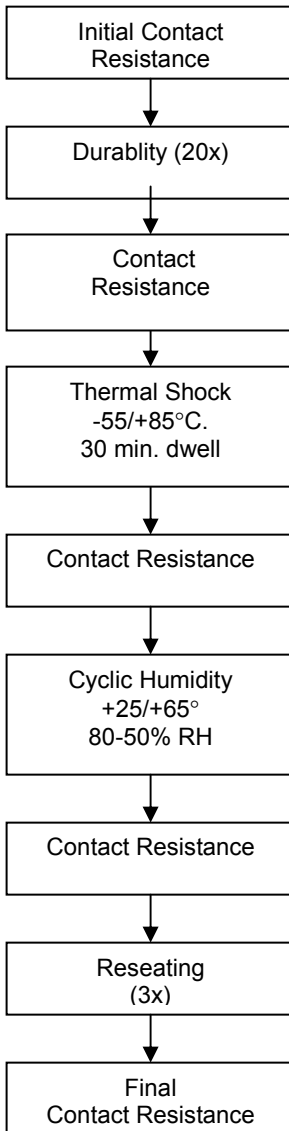 Initial Contact
Resistance
Durablity (20x)
Contact
Resistance
Thermal Shock
-55/+85°C.
30 min. dwell
Contact Resistance
Cyclic Humidity
+25/+65°
80-50% RH
Contact Resistance
Reseating
(3x)
Final
Contact Resistance